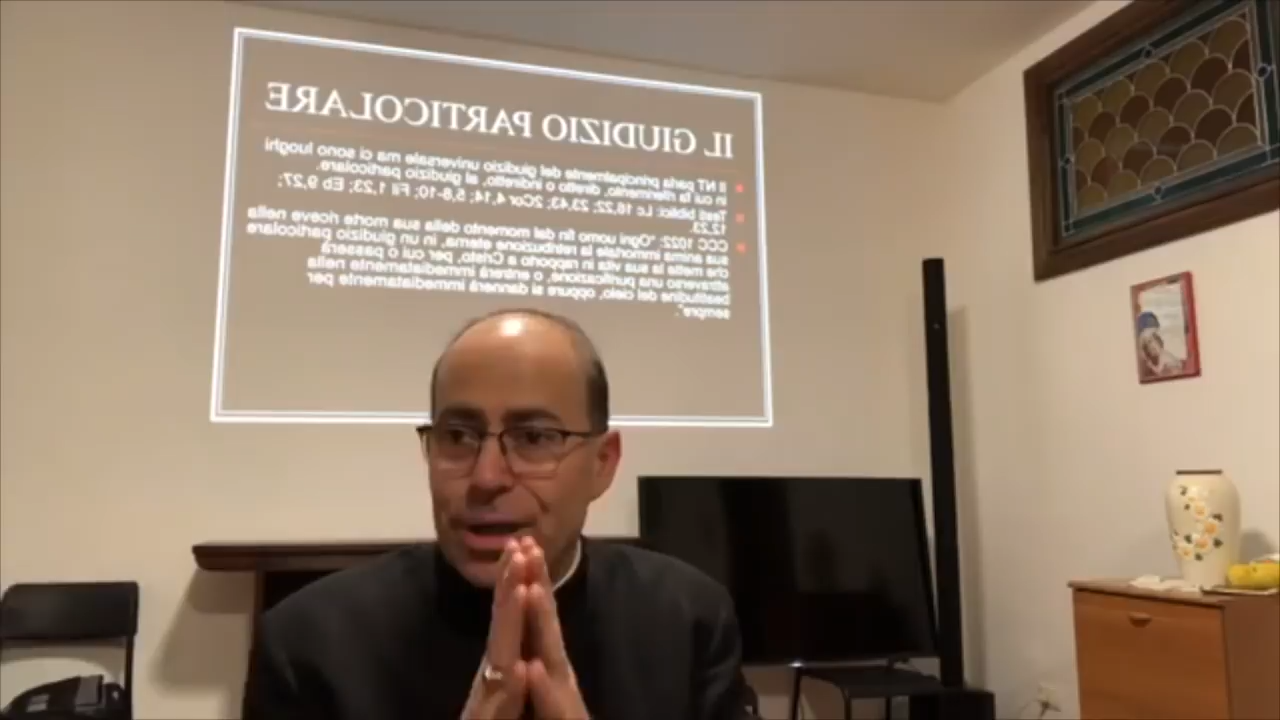 IL GIUDIZIO PARTICOLARE
Il NT parla principalmente del giudizio universale ma ci sono luoghi
in cui fa riferimento, diretto o indiretto, al giudizio particolare.
Testi biblici: Lc 16,22; 23,43; 2Cor 4,14; 5,8-10; Fil 1,23; Eb 9,27;
12,23.
CCC 1022: "Ogni uomo fin dal momento della sua morte riceve nella
sua anima immortale la retribuzione eterna, in un giudizio particolare
che mette la sua vita in rapporto a Cristo, per cui o passerà
attraverso una purificazione, o entrerà immediatamente nella
beatitudine del cielo, oppure si dannerà immediatamente per
sempre".